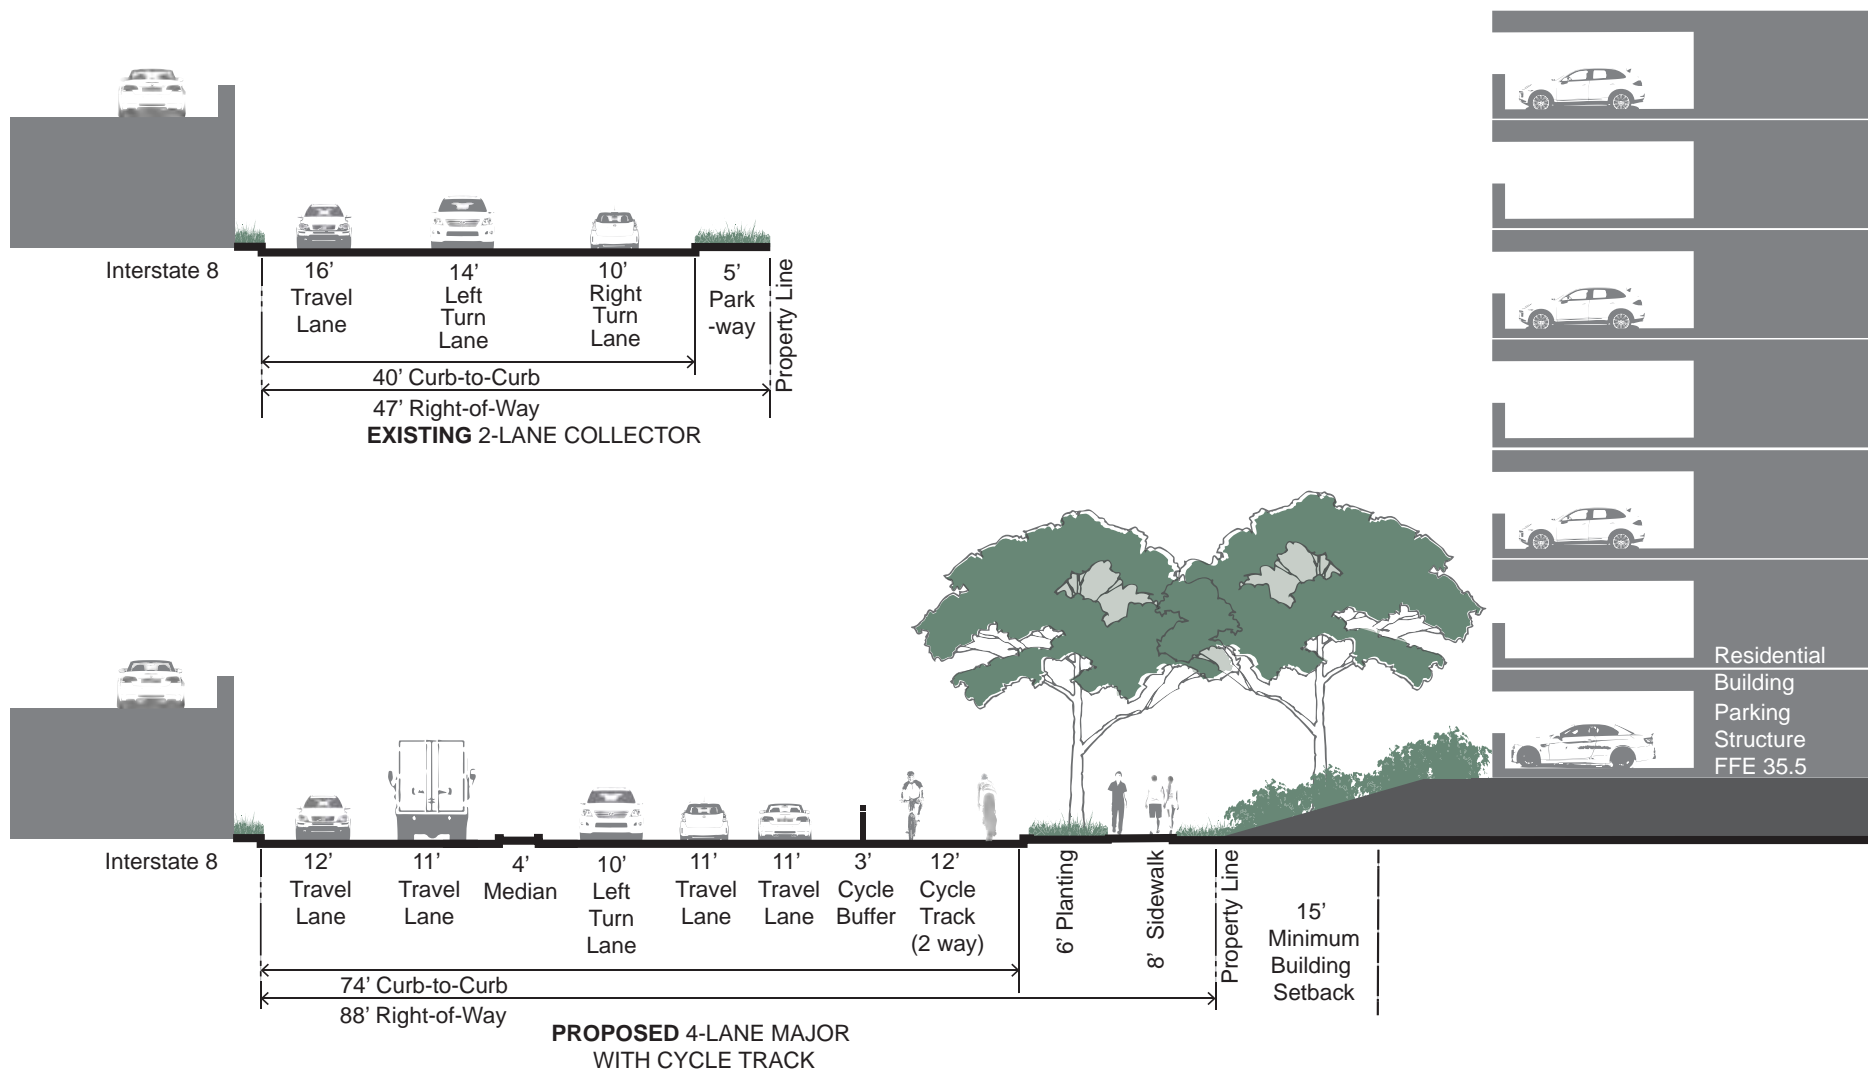 Interstate 8
16’
Travel
Lane
14’
Left
Turn
Lane
10’
Right
Turn
Lane
5’
Park
-way
Property Line
40’ Curb-to-Curb
47’ Right-of-Way
EXISTING 2-LANE COLLECTOR
Residential
Building
Parking
Structure
FFE 35.5
Interstate 8
12’
Travel
Lane
11’
Travel
Lane
4’
Median
10’
Left
Turn
Lane
11’
Travel
Lane
11’
Travel
Lane
3’
Cycle
Buffer
12’
Cycle
Track
(2 way)
6’ Planting
8’ Sidewalk
Property Line
15’
Minimum
Building
Setback
74’ Curb-to-Curb
88’ Right-of-Way
PROPOSED 4-LANE MAJOR
WITH CYCLE TRACK